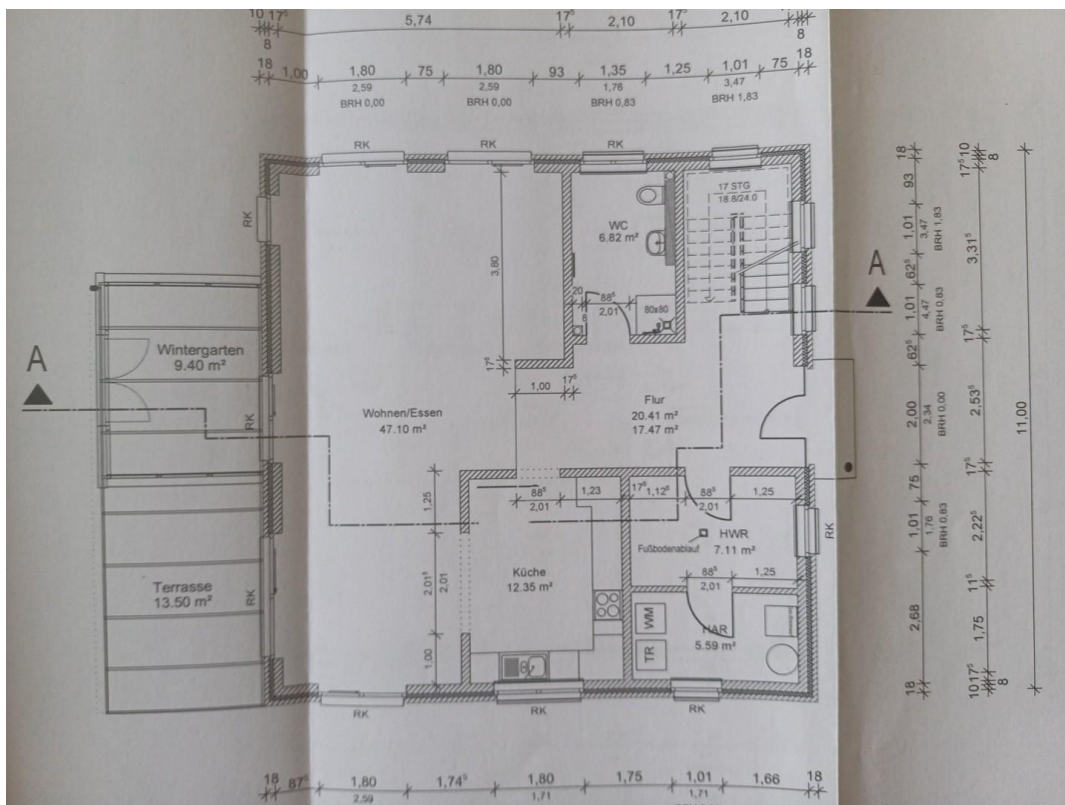 10 17⁵ 5,74 17⁵ 2,10 17⁵ 2,10
8 8
18 1,00 1,80 75 1,80 93 1,35 1,25 1,01 75 18
2,59 2,59 1,76 3,47
BRH 0,00 BRH 0,00 BRH 0,83 BRH 1,83
RK RK RK
RK
17 STG
18.8/24.0
WC
6.82 m²
3,80
20 88⁵ 80x80
8 2,01
A
A
Wintergarten
9.40 m²
RK
17⁵
1,00 17⁵
Wohnen/Essen
47.10 m²
Flur
20.41 m²
17.47 m²
1,25
88⁵ 1,23 17⁵ 1,12⁵ 88⁵ 1,25
2,01 2,01
HWR
7.11 m²
Fußbodenablauf
RK
2,01⁵
2,01
Küche
12.35 m²
88⁵ 1,25
2,01
Terrasse
13.50 m²
RK
WM
TR
HAR
5.59 m²
1,00
RK RK RK
18 87⁵ 1,80 1,74⁵ 1,80 1,75 1,01 1,66 18
2,59 1,71 1,71
18
93
1,01
3,47
BRH 1,83
62⁵
1,01
4,47
BRH 0,83
62⁵
2,00
2,34
BRH 0,00
75
1,01
1,76
BRH 0,83
2,68
18
17⁵10
8
3,31⁵
17⁵
2,53⁵
17⁵
2,22⁵
11⁵
1,75
1017⁵
8
11,00